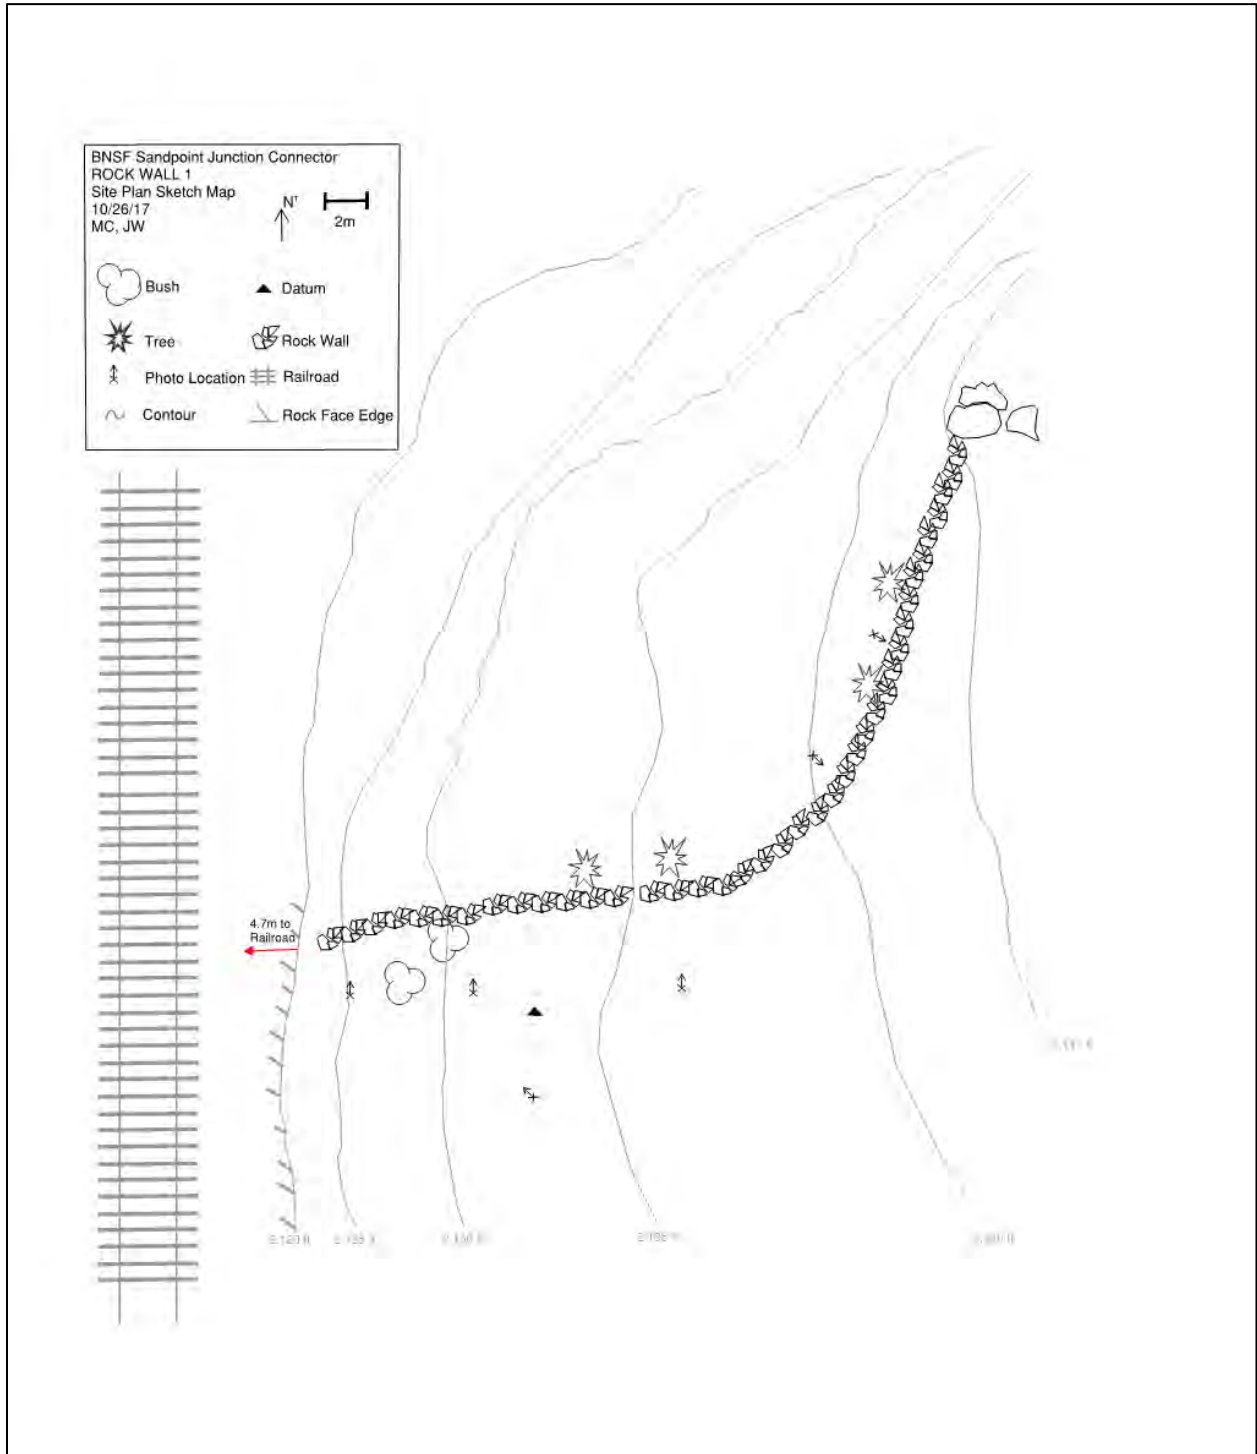 BNSF Sandpoint Junction Connector
ROCK WALL 1
Site Plan Sketch Map
10/26/17
MC, JW
Nᵀ
2m
Bush
Datum
Tree
Rock Wall
Photo Location
Railroad
Contour
Rock Face Edge
4.7m to
Railroad